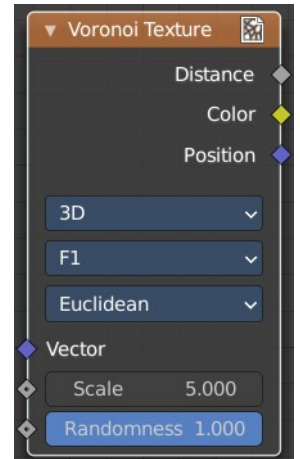 Voronoi Texture
Distance
Color
Position
3D
F1
Euclidean
Vector
Scale 5.000
Randomness 1.000